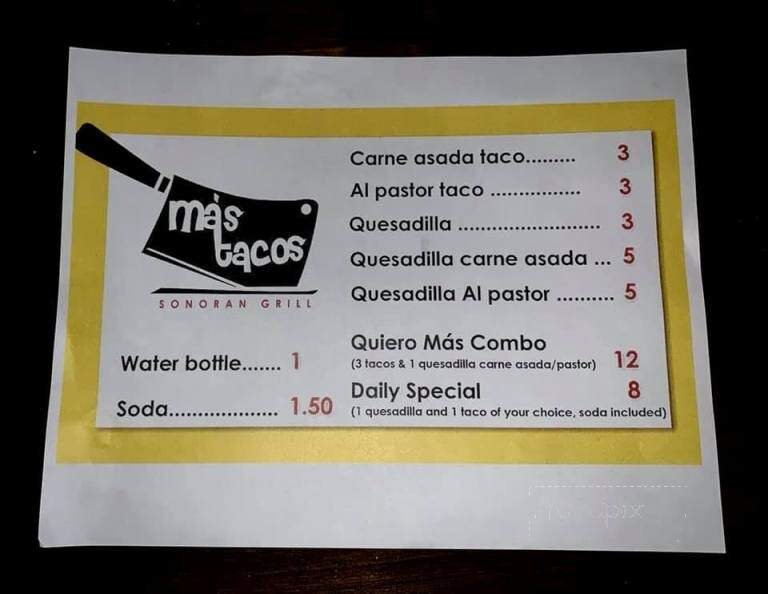 más
tacos
SONORAN GRILL
Water bottle....... 1
Soda................... 1.50
Carne asada taco......... 3
Al pastor taco ................ 3
Quesadilla ......................... 3
Quesadilla carne asada ... 5
Quesadilla Al pastor .......... 5
Quiero Más Combo
(3 tacos & 1 quesadilla carne asada/pastor) 12
Daily Special 8
(1 quesadilla and 1 taco of your choice, soda included)